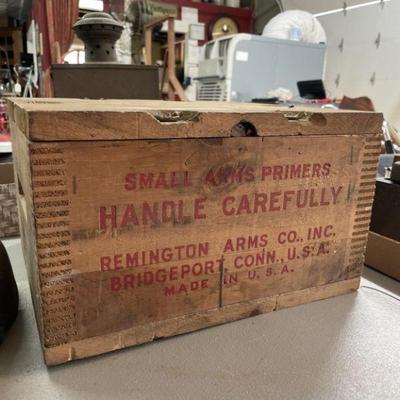 SMALL ARMS PRIMERS
HANDLE CAREFULLY
REMINGTON ARMS CO., INC.
BRIDGEPORT CONN., U.S.A.
MADE IN U.S.A.